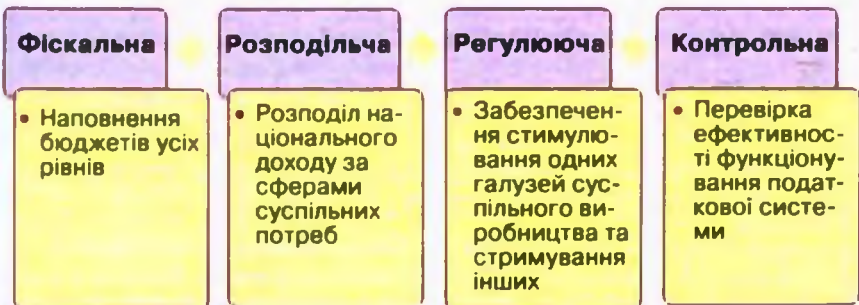 Фіскальна
• Наповнення
бюджетів усіх
рівнів
Розподільча
• Розподіл на-
ціонального
доходу за
сферами
суспільних
потреб
Регулююча
• Забезпечен-
ня стимулю-
вання одних
галузей сус-
пільного ви-
робництва та
стримування
інших
Контрольна
• Перевірка
ефективнос-
ті функціону-
вання подат-
кової систе-
ми